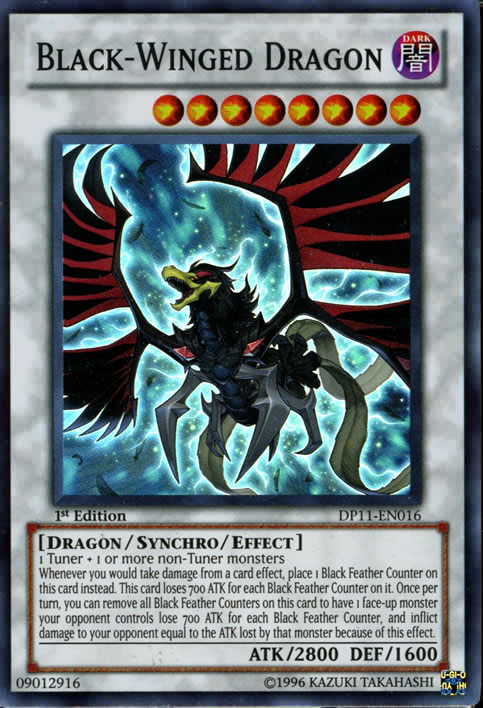 BLACK-WINGED DRAGON
DARK
闇
1st Edition
DP11-EN016
[DRAGON/SYNCHRO/EFFECT]
1 Tuner + 1 or more non-Tuner monsters
Whenever you would take damage from a card effect, place 1 Black Feather Counter on
this card instead. This card loses 700 ATK for each Black Feather Counter on it. Once per
turn, you can remove all Black Feather Counters on this card to have 1 face-up monster
your opponent controls lose 700 ATK for each Black Feather Counter, and inflict
damage to your opponent equal to the ATK lost by that monster because of this effect.
ATK/2800 DEF/1600
09012916
©1996 KAZUKI TAKAHASHI